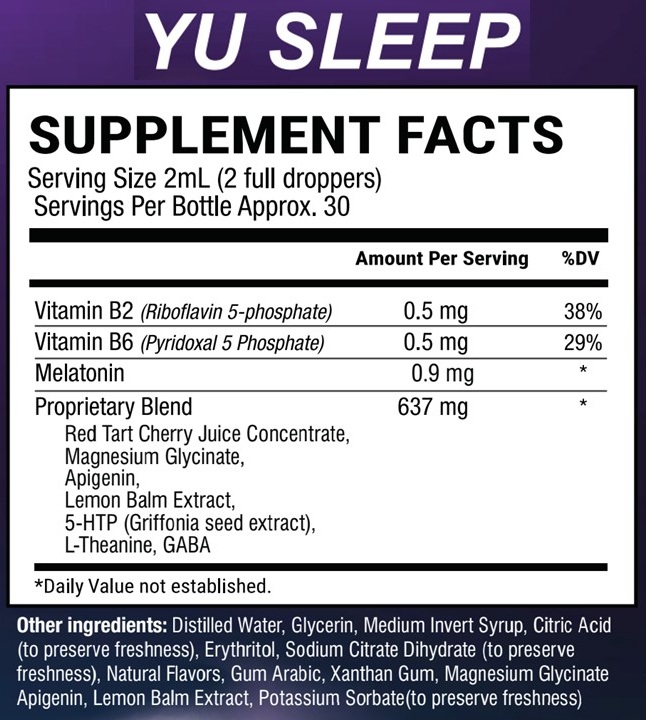 YU SLEEP
SUPPLEMENT FACTS
Serving Size 2mL (2 full droppers)
Servings Per Bottle Approx. 30
Amount Per Serving %DV
Vitamin B2 (Riboflavin 5-phosphate) 0.5 mg 38%
Vitamin B6 (Pyridoxal 5 Phosphate) 0.5 mg 29%
Melatonin 0.9 mg *
Proprietary Blend 637 mg *
Red Tart Cherry Juice Concentrate,
Magnesium Glycinate,
Apigenin,
Lemon Balm Extract,
5-HTP (Griffonia seed extract),
L-Theanine, GABA
*Daily Value not established.
Other ingredients: Distilled Water, Glycerin, Medium Invert Syrup, Citric Acid
(to preserve freshness), Erythritol, Sodium Citrate Dihydrate (to preserve
freshness), Natural Flavors, Gum Arabic, Xanthan Gum, Magnesium Glycinate
Apigenin, Lemon Balm Extract, Potassium Sorbate(to preserve freshness)